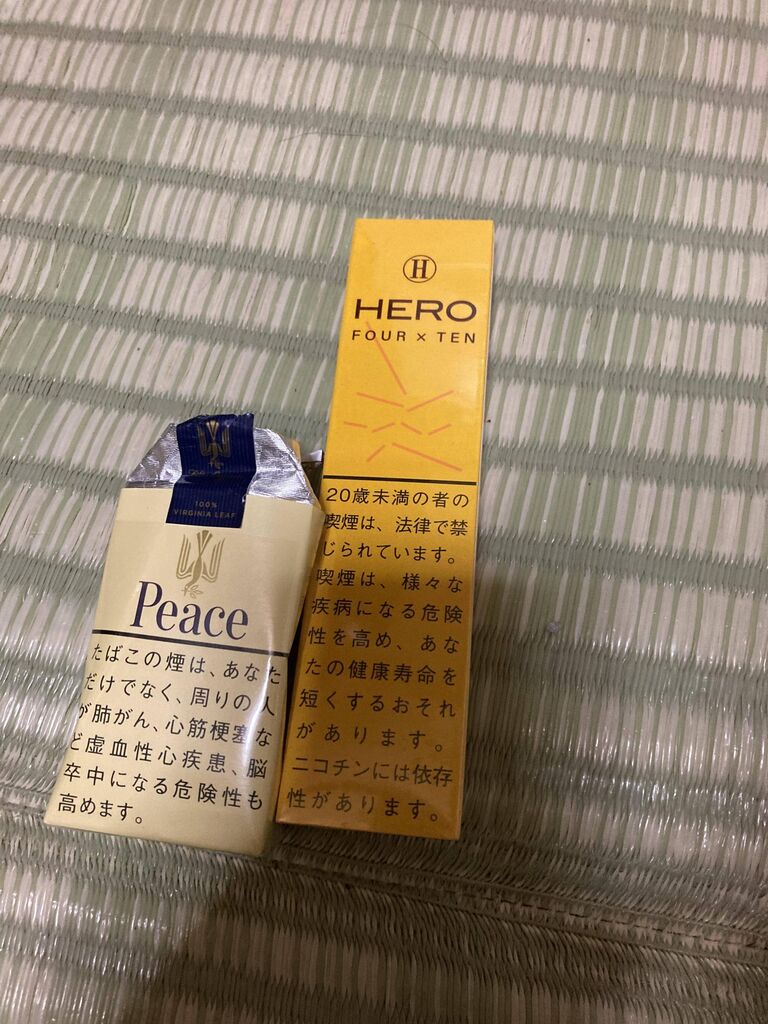 100%
VIRGINIA LEAF
Peace
たばこの煙は、あなた
だけでなく、周りの人
が肺がん、心筋梗塞な
ど虚血性心疾患、脳
卒中になる危険性も
高めます。
H
HERO
FOUR × TEN
20歳未満の者の
喫煙は、法律で禁
じられています。
喫煙は、様々な
疾病になる危険
性を高め、あな
たの健康寿命を
短くするおそれ
があります。
ニコチンには依存
性があります。